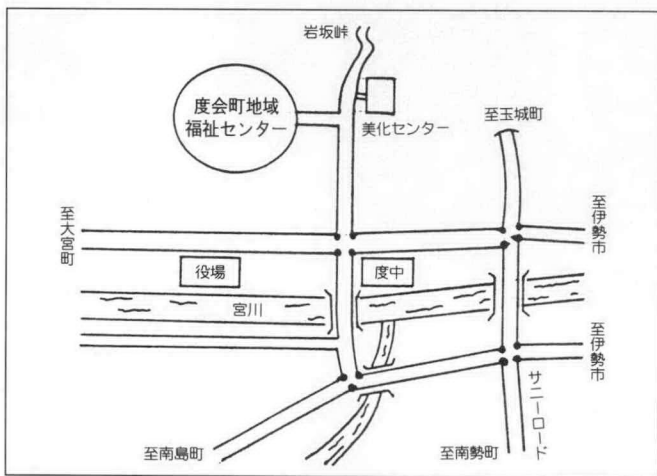 岩坂峠
度会町地域
福祉センター
美化センター
至玉城町
至大宮町
至伊勢市
役場
度中
宮川
至伊勢市
サニーロード
至南島町
至南勢町